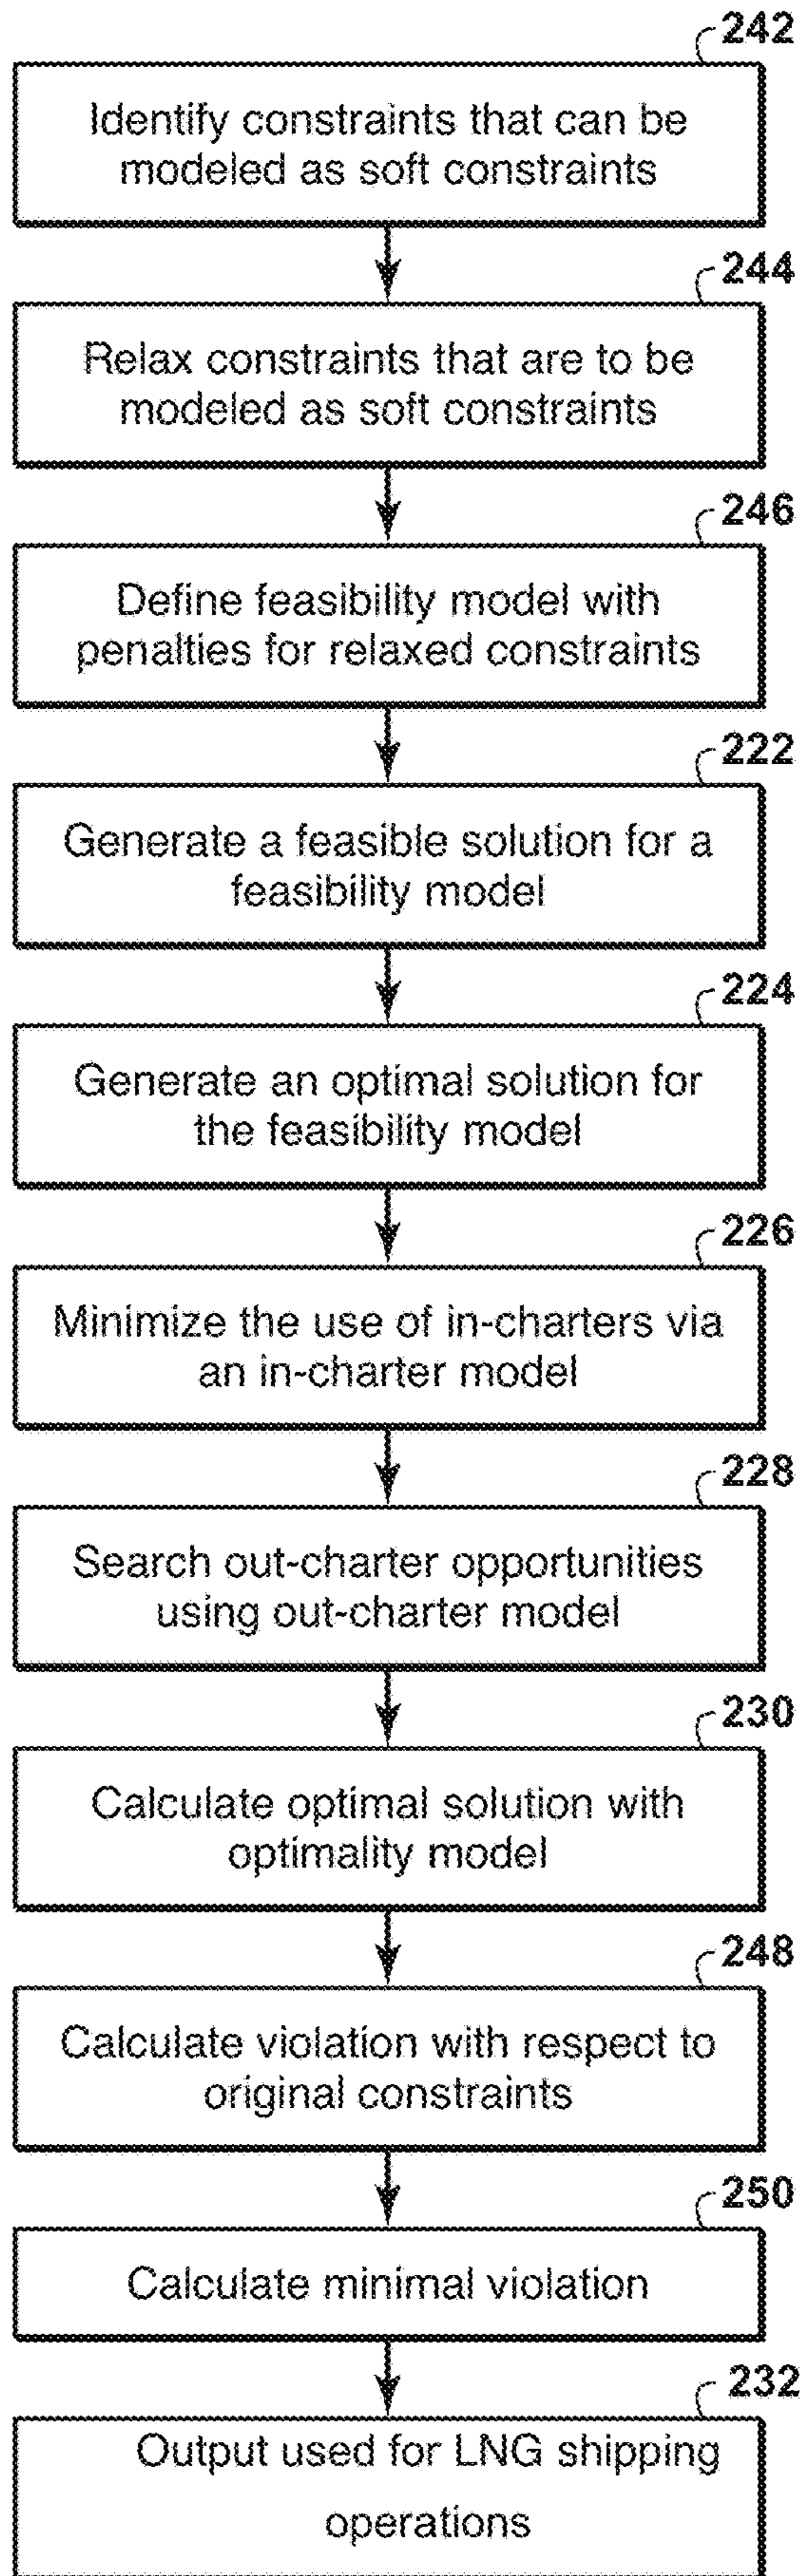 242
Identify constraints that can be
modeled as soft constraints
244
Relax constraints that are to be
modeled as soft constraints
246
Define feasibility model with
penalties for relaxed constraints
222
Generate a feasible solution for a
feasibility model
224
Generate an optimal solution for
the feasibility model
226
Minimize the use of in-charters via
an in-charter model
228
Search out-charter opportunities
using out-charter model
230
Calculate optimal solution with
optimality model
248
Calculate violation with respect to
original constraints
250
Calculate minimal violation
232
Output used for LNG shipping
operations